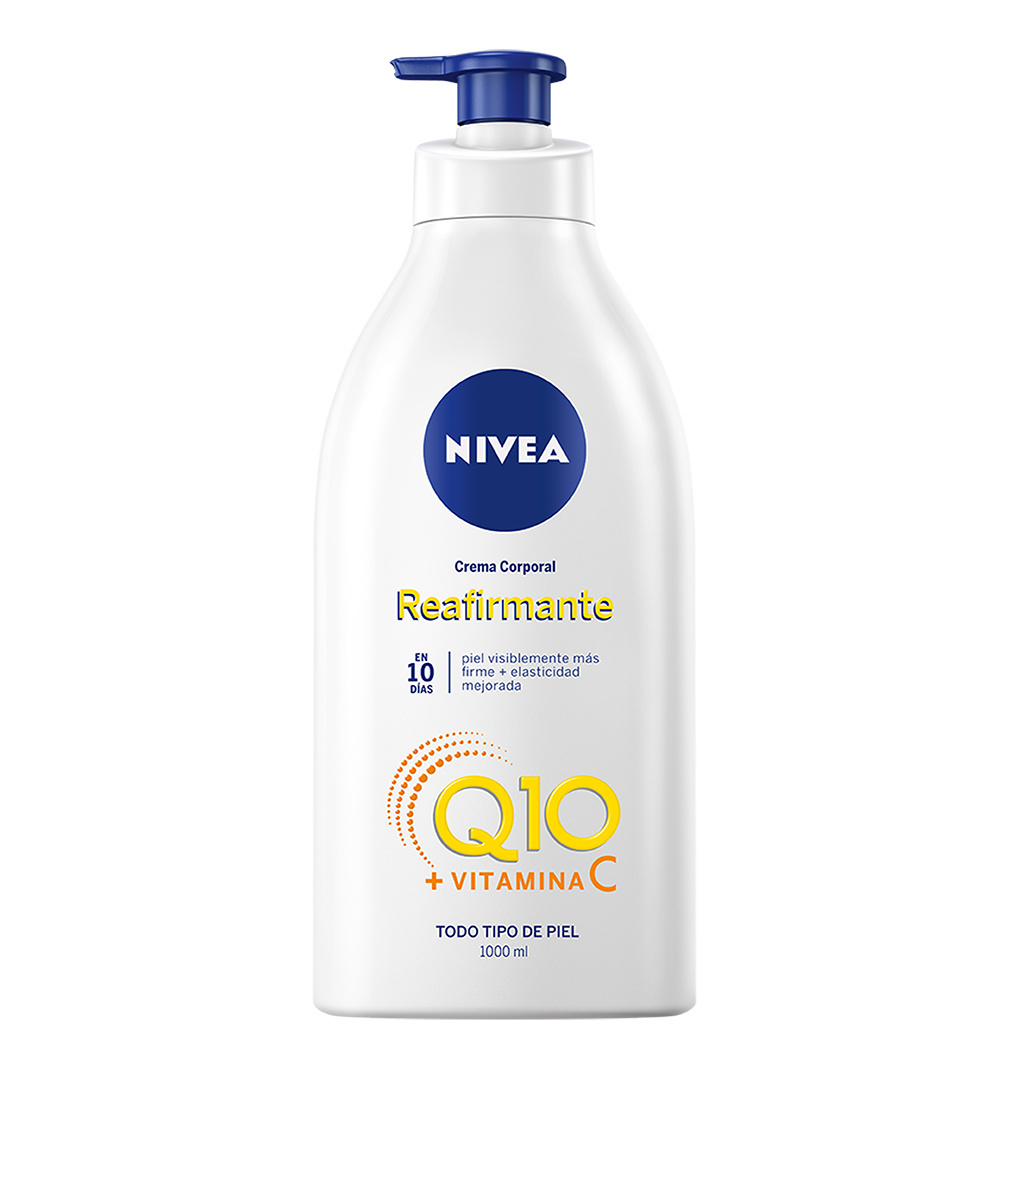 NIVEA
Crema Corporal
Reafirmante
EN
10
DÍAS
piel visiblemente más
firme + elasticidad
mejorada
Q10
+ VITAMINA C
TODO TIPO DE PIEL
1000 ml